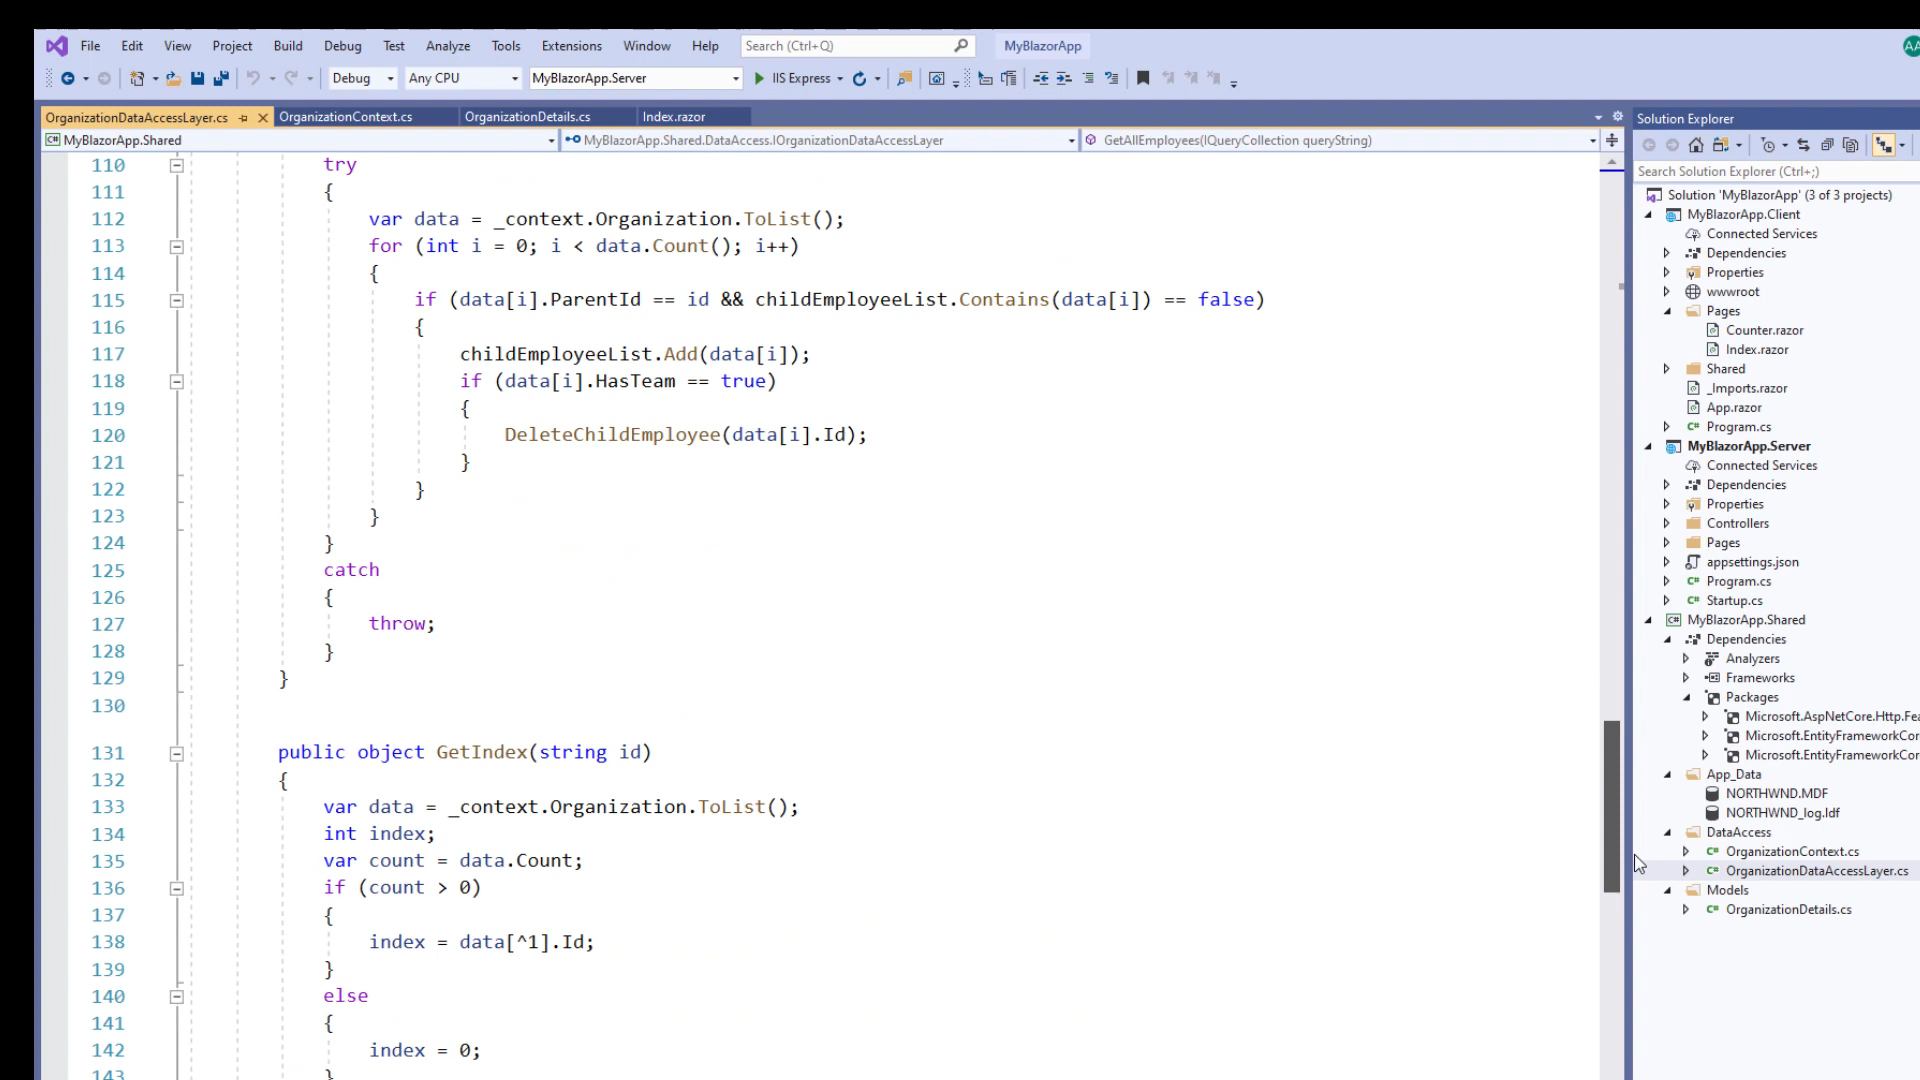 File Edit View Project Build Debug Test Analyze Tools Extensions Window Help Search (Ctrl+Q) MyBlazorApp
Debug Any CPU MyBlazorApp.Server IIS Express
OrganizationDataAccessLayer.cs OrganizationContext.cs OrganizationDetails.cs Index.razor
MyBlazorApp.Shared MyBlazorApp.Shared.DataAccess.IOrganizationDataAccessLayer GetAllEmployees(IQueryCollection queryString)
110 try
111 {
112 var data = _context.Organization.ToList();
113 for (int i = 0; i < data.Count(); i++)
114 {
115 if (data[i].ParentId == id && childEmployeeList.Contains(data[i]) == false)
116 {
117 childEmployeeList.Add(data[i]);
118 if (data[i].HasTeam == true)
119 {
120 DeleteChildEmployee(data[i].Id);
121 }
122 }
123 }
124 }
125 catch
126 {
127 throw;
128 }
129 }
130
131 public object GetIndex(string id)
132 {
133 var data = _context.Organization.ToList();
134 int index;
135 var count = data.Count;
136 if (count > 0)
137 {
138 index = data[^1].Id;
139 }
140 else
141 {
142 index = 0;
143 }
Solution Explorer
Search Solution Explorer (Ctrl+;)
Solution 'MyBlazorApp' (3 of 3 projects)
MyBlazorApp.Client
Connected Services
Dependencies
Properties
wwwroot
Pages
Counter.razor
Index.razor
Shared
_Imports.razor
App.razor
Program.cs
MyBlazorApp.Server
Connected Services
Dependencies
Properties
Controllers
Pages
appsettings.json
Program.cs
Startup.cs
MyBlazorApp.Shared
Dependencies
Analyzers
Frameworks
Packages
Microsoft.AspNetCore.Http.Fea
Microsoft.EntityFrameworkCor
Microsoft.EntityFrameworkCor
App_Data
NORTHWND.MDF
NORTHWND_log.ldf
DataAccess
OrganizationContext.cs
OrganizationDataAccessLayer.cs
Models
OrganizationDetails.cs